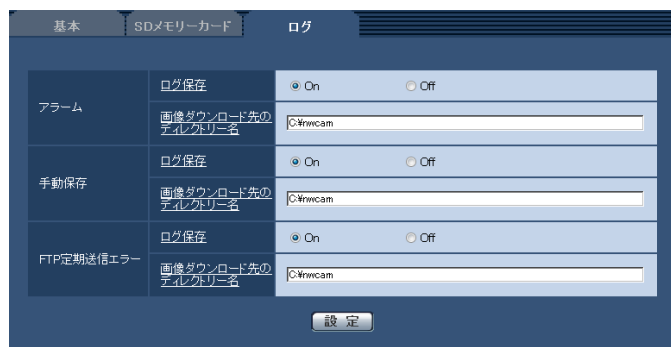 基本 SDメモリーカード ログ
アラーム
ログ保存 On Off
画像ダウンロード先の
ディレクトリー名
C:¥nwcam
手動保存
ログ保存 On Off
画像ダウンロード先の
ディレクトリー名
C:¥nwcam
FTP定期送信エラー
ログ保存 On Off
画像ダウンロード先の
ディレクトリー名
C:¥nwcam
設定